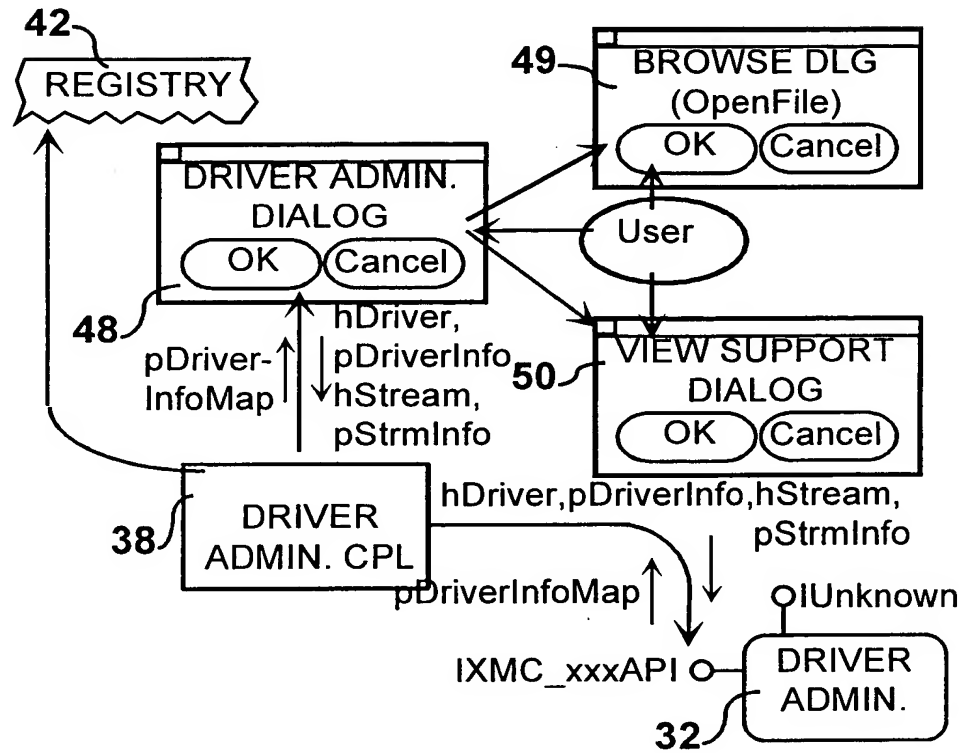 42
REGISTRY
49
BROWSE DLG
(OpenFile)
OK
Cancel
DRIVER ADMIN.
DIALOG
OK
Cancel
48
User
pDriver-
InfoMap
hDriver,
pDriverInfo
hStream,
pStrmInfo
50
VIEW SUPPORT
DIALOG
OK
Cancel
38
DRIVER
ADMIN. CPL
hDriver,pDriverInfo,hStream,
pStrmInfo
pDriverInfoMap
IUnknown
IXMC_xxxAPI
DRIVER
ADMIN.
32